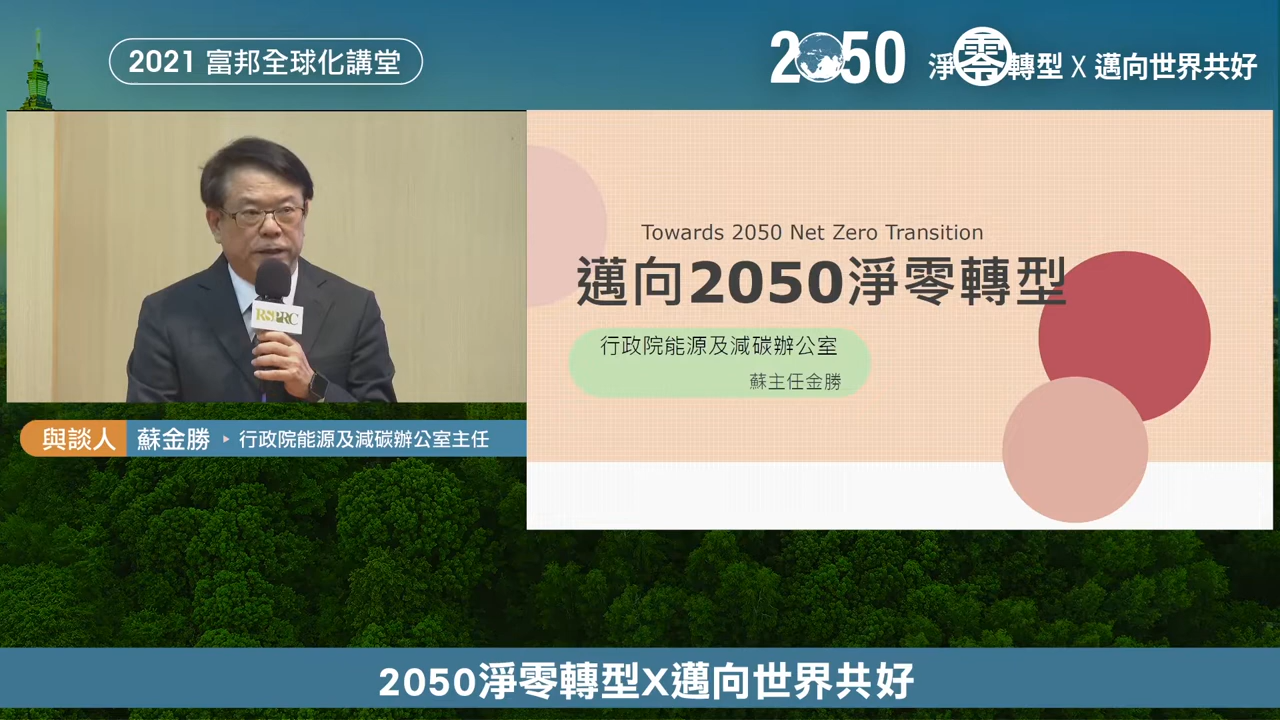 2021 富邦全球化講堂
2050 淨零轉型 X 邁向世界共好
RSPRC
Towards 2050 Net Zero Transition
邁向2050淨零轉型
行政院能源及減碳辦公室
蘇主任金勝
與談人 蘇金勝 ▸ 行政院能源及減碳辦公室主任
2050淨零轉型X邁向世界共好